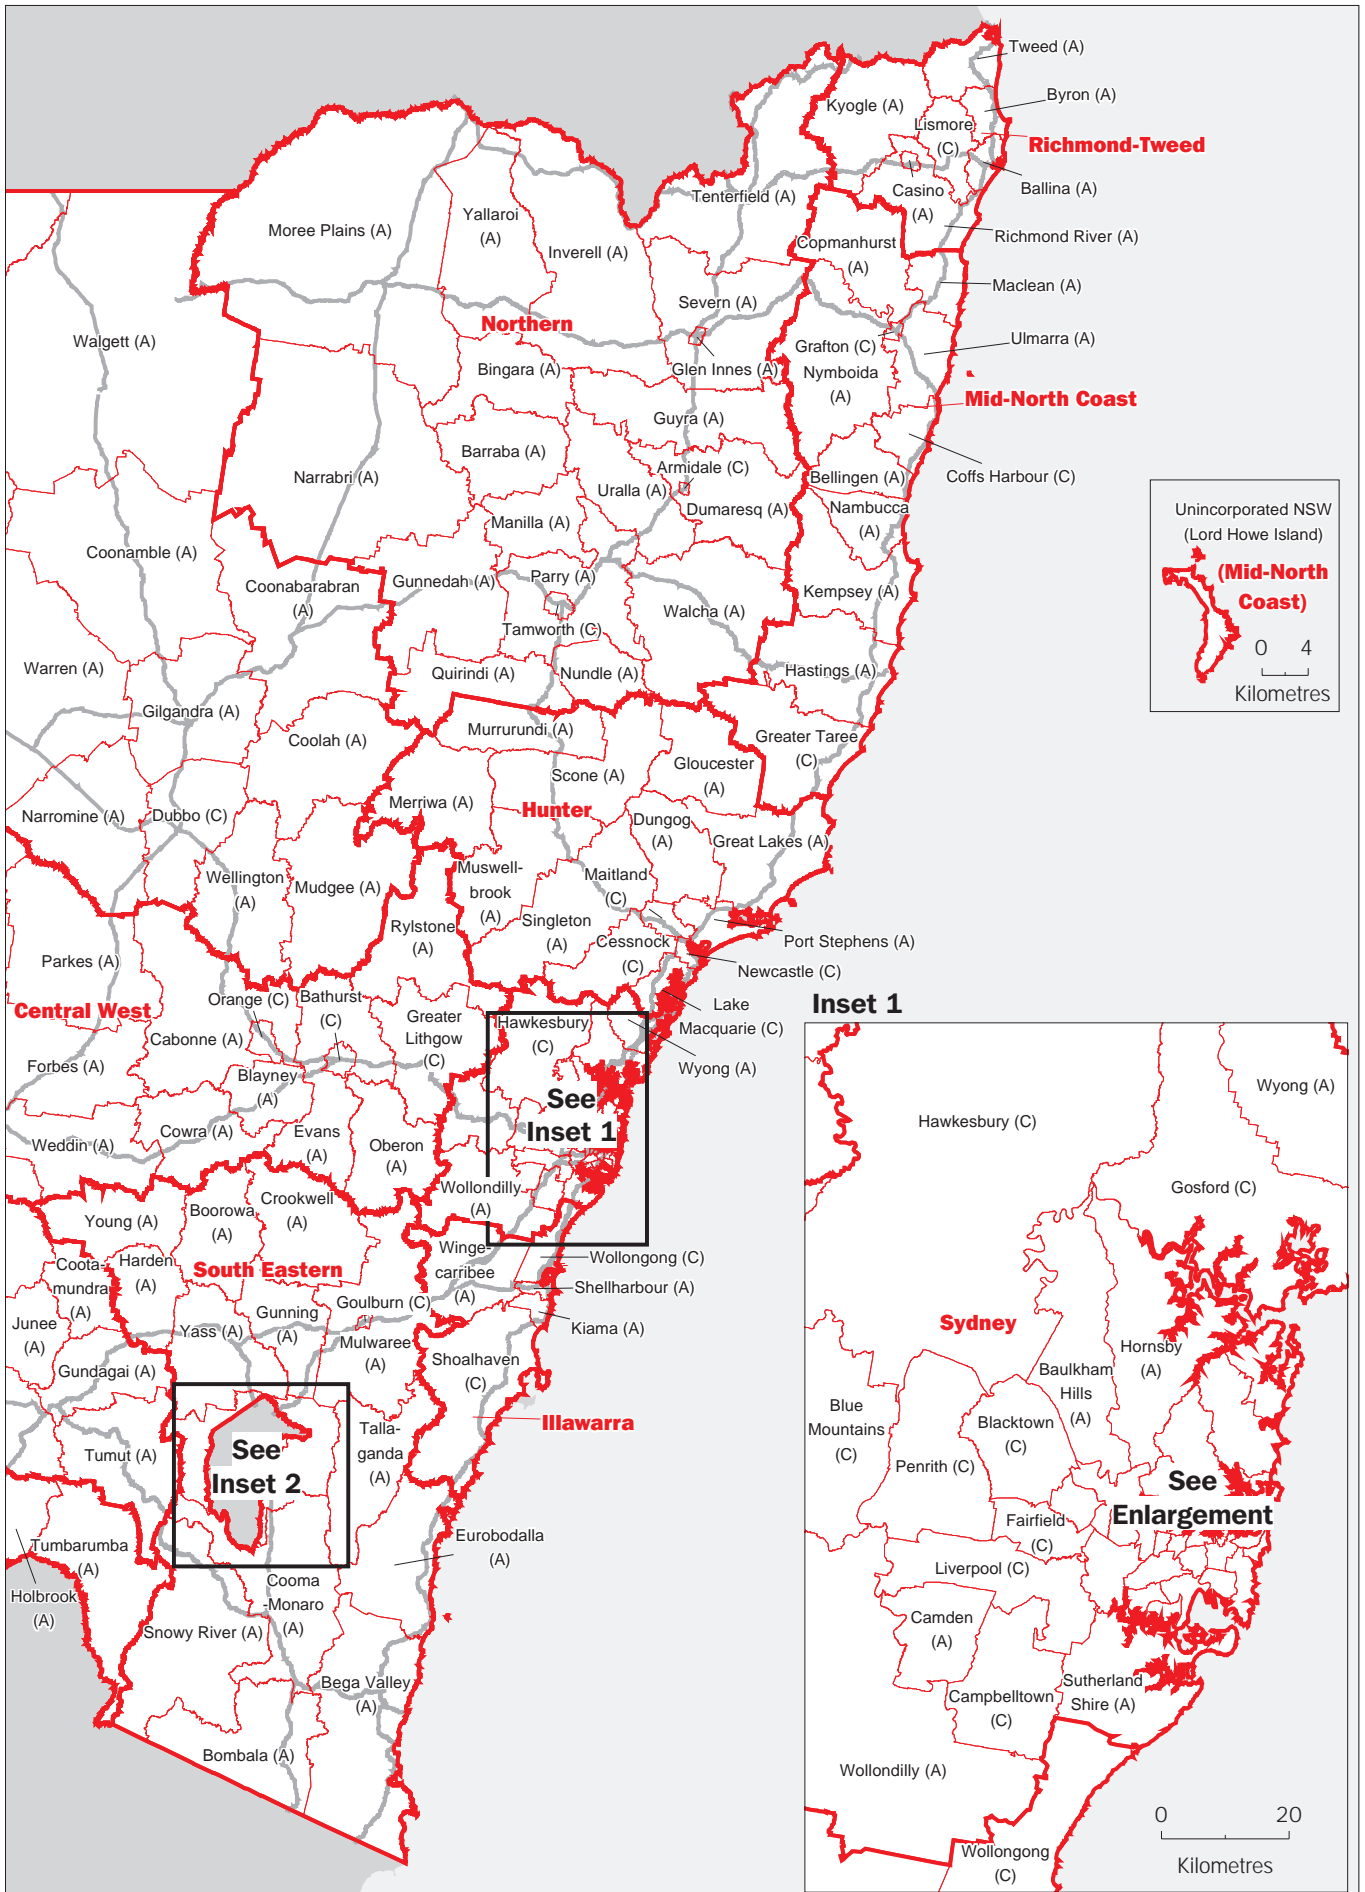 Tweed (A)
Byron (A)
Kyogle (A)
Lismore
(C)
Richmond-Tweed
Ballina (A)
Casino
(A)
Tenterfield (A)
Richmond River (A)
Moree Plains (A)
Yallaroi
(A)
Inverell (A)
Copmanhurst
(A)
Maclean (A)
Severn (A)
Northern
Ulmarra (A)
Walgett (A)
Grafton (C)
Glen Innes (A)
Bingara (A)
Nymboida
(A)
Mid-North Coast
Guyra (A)
Barraba (A)
Armidale (C)
Narrabri (A)
Uralla (A)
Bellingen (A)
Coffs Harbour (C)
Dumaresq (A)
Nambucca
(A)
Manilla (A)
Unincorporated NSW
(Lord Howe Island)
(Mid-North
Coast)
0 4
Kilometres
Coonamble (A)
Coonabarabran
(A)
Gunnedah (A)
Parry (A)
Kempsey (A)
Walcha (A)
Tamworth (C)
Warren (A)
Quirindi (A)
Nundle (A)
Hastings (A)
Gilgandra (A)
Murrurundi (A)
Coolah (A)
Greater Taree
(C)
Scone (A)
Gloucester
(A)
Merriwa (A)
Hunter
Narromine (A)
Dubbo (C)
Dungog
(A)
Great Lakes (A)
Wellington
(A)
Mudgee (A)
Muswell-
brook
(A)
Maitland
(C)
Rylstone
(A)
Singleton
(A)
Cessnock
(C)
Port Stephens (A)
Newcastle (C)
Parkes (A)
Central West
Orange (C)
Bathurst
(C)
Lake
Macquarie (C)
Greater
Lithgow
(C)
Hawkesbury
(C)
Cabonne (A)
Forbes (A)
Wyong (A)
Blayney
(A)
See
Inset 1
Weddin (A)
Cowra (A)
Evans
(A)
Oberon
(A)
Wollondilly
(A)
Young (A)
Boorowa
(A)
Crookwell
(A)
Winge-
carribee
(A)
Wollongong (C)
Coota-
mundra
(A)
Harden
(A)
South Eastern
Shellharbour (A)
Junee
(A)
Gunning
(A)
Goulburn (C)
Kiama (A)
Yass (A)
Mulwaree
(A)
Shoalhaven
(C)
Gundagai (A)
Illawarra
See
Inset 2
Talla-
ganda
(A)
Tumut (A)
Eurobodalla
(A)
Tumbarumba
(A)
Holbrook
(A)
Cooma
-Monaro
(A)
Snowy River (A)
Bega Valley
(A)
Bombala (A)
Inset 1
Wyong (A)
Hawkesbury (C)
Gosford (C)
Sydney
Hornsby
(A)
Baulkham
Hills
(A)
Blue
Mountains
(C)
Blacktown
(C)
Penrith (C)
See
Enlargement
Fairfield
(C)
Liverpool (C)
Camden
(A)
Sutherland
Shire (A)
Campbelltown
(C)
Wollondilly (A)
Wollongong
(C)
0 20
Kilometres